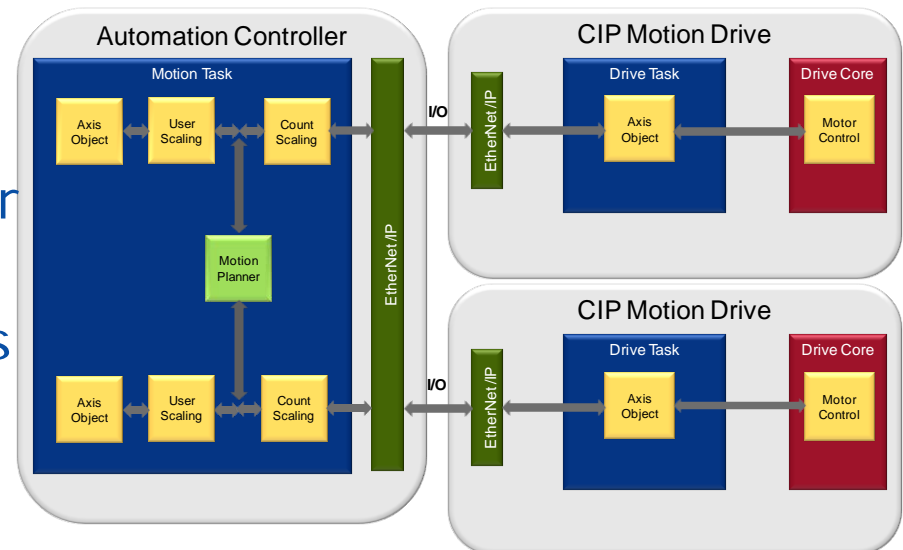 Automation Controller
Motion Task
Axis
Object
User
Scaling
Count
Scaling
Motion
Planner
Axis
Object
User
Scaling
Count
Scaling
EtherNet/IP
I/O
I/O
CIP Motion Drive
EtherNet/IP
Drive Task
Axis
Object
Drive Core
Motor
Control
CIP Motion Drive
EtherNet/IP
Drive Task
Axis
Object
Drive Core
Motor
Control
r
s